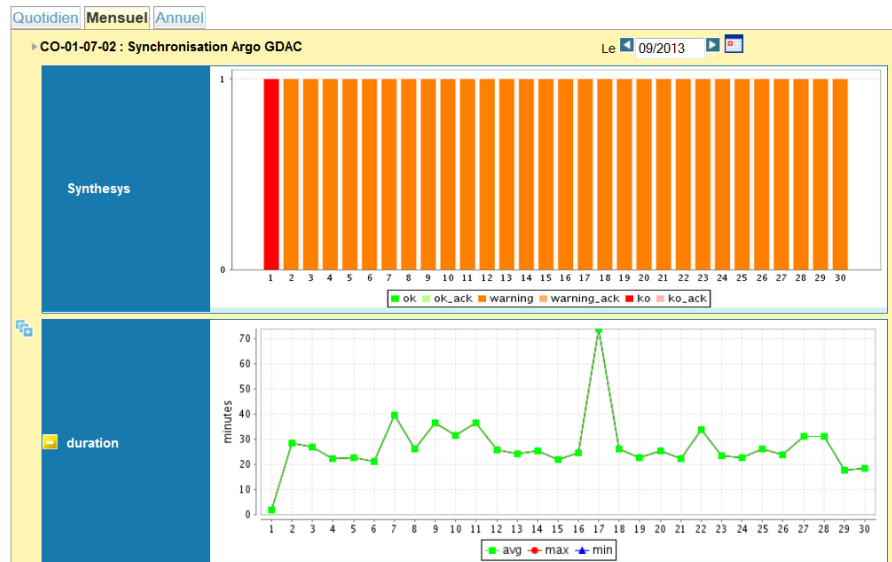 Quotidien Mensuel Annuel
CO-01-07-02 : Synchronisation Argo GDAC Le 09/2013
Synthesys
1
0
1 2 3 4 5 6 7 8 9 10 11 12 13 14 15 16 17 18 19 20 21 22 23 24 25 26 27 28 29 30
ok ok_ack warning warning_ack ko ko_ack
duration
minutes
70
60
50
40
30
20
10
0
1 2 3 4 5 6 7 8 9 10 11 12 13 14 15 16 17 18 19 20 21 22 23 24 25 26 27 28 29 30
avg max min